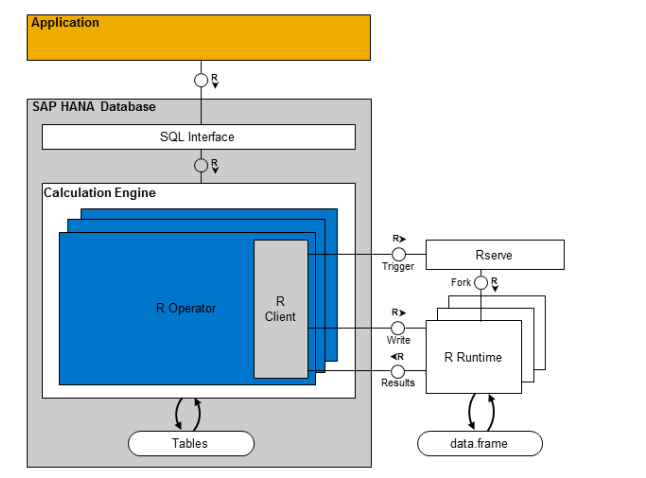 Application
R
SAP HANA Database
SQL Interface
R
Calculation Engine
R Operator
R
Client
R
Trigger
Rserve
Fork
R
R
Write
R Runtime
R
Results
Tables
data.frame